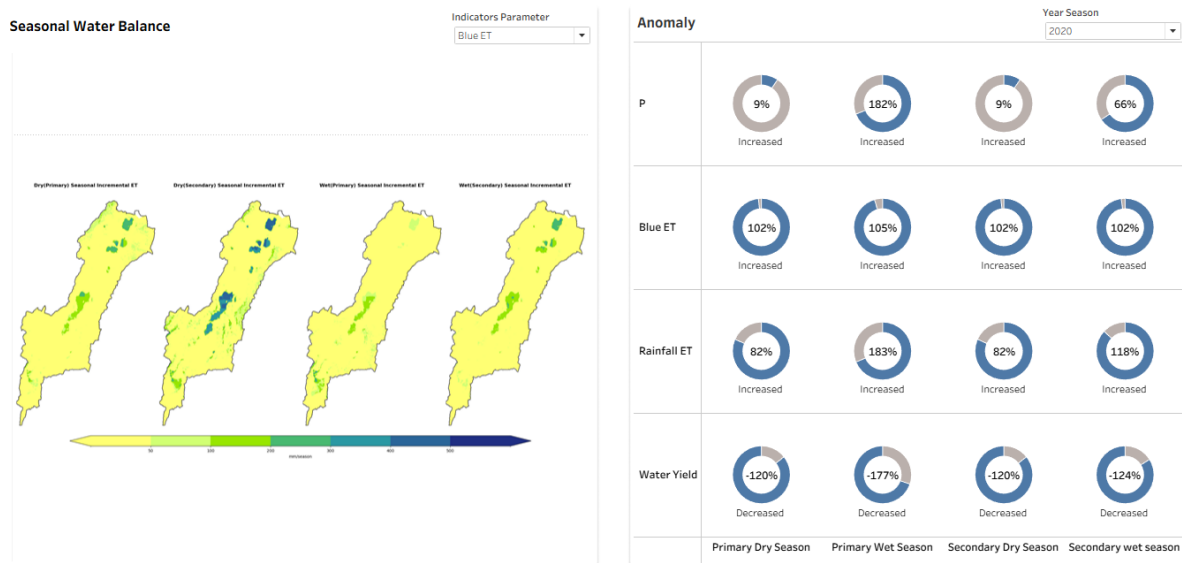 Seasonal Water Balance
Indicators Parameter
Blue ET
Dry(Primary) Seasonal Incremental ET
Dry(Secondary) Seasonal Incremental ET
Wet(Primary) Seasonal Incremental ET
Wet(Secondary) Seasonal Incremental ET
50
100
200
300
400
500
mm/season
Anomaly
Year Season
2020
P
9%
Increased
182%
Increased
9%
Increased
66%
Increased
Blue ET
102%
Increased
105%
Increased
102%
Increased
102%
Increased
Rainfall ET
82%
Increased
183%
Increased
82%
Increased
118%
Increased
Water Yield
-120%
Decreased
-177%
Decreased
-120%
Decreased
-124%
Decreased
Primary Dry Season
Primary Wet Season
Secondary Dry Season
Secondary wet season